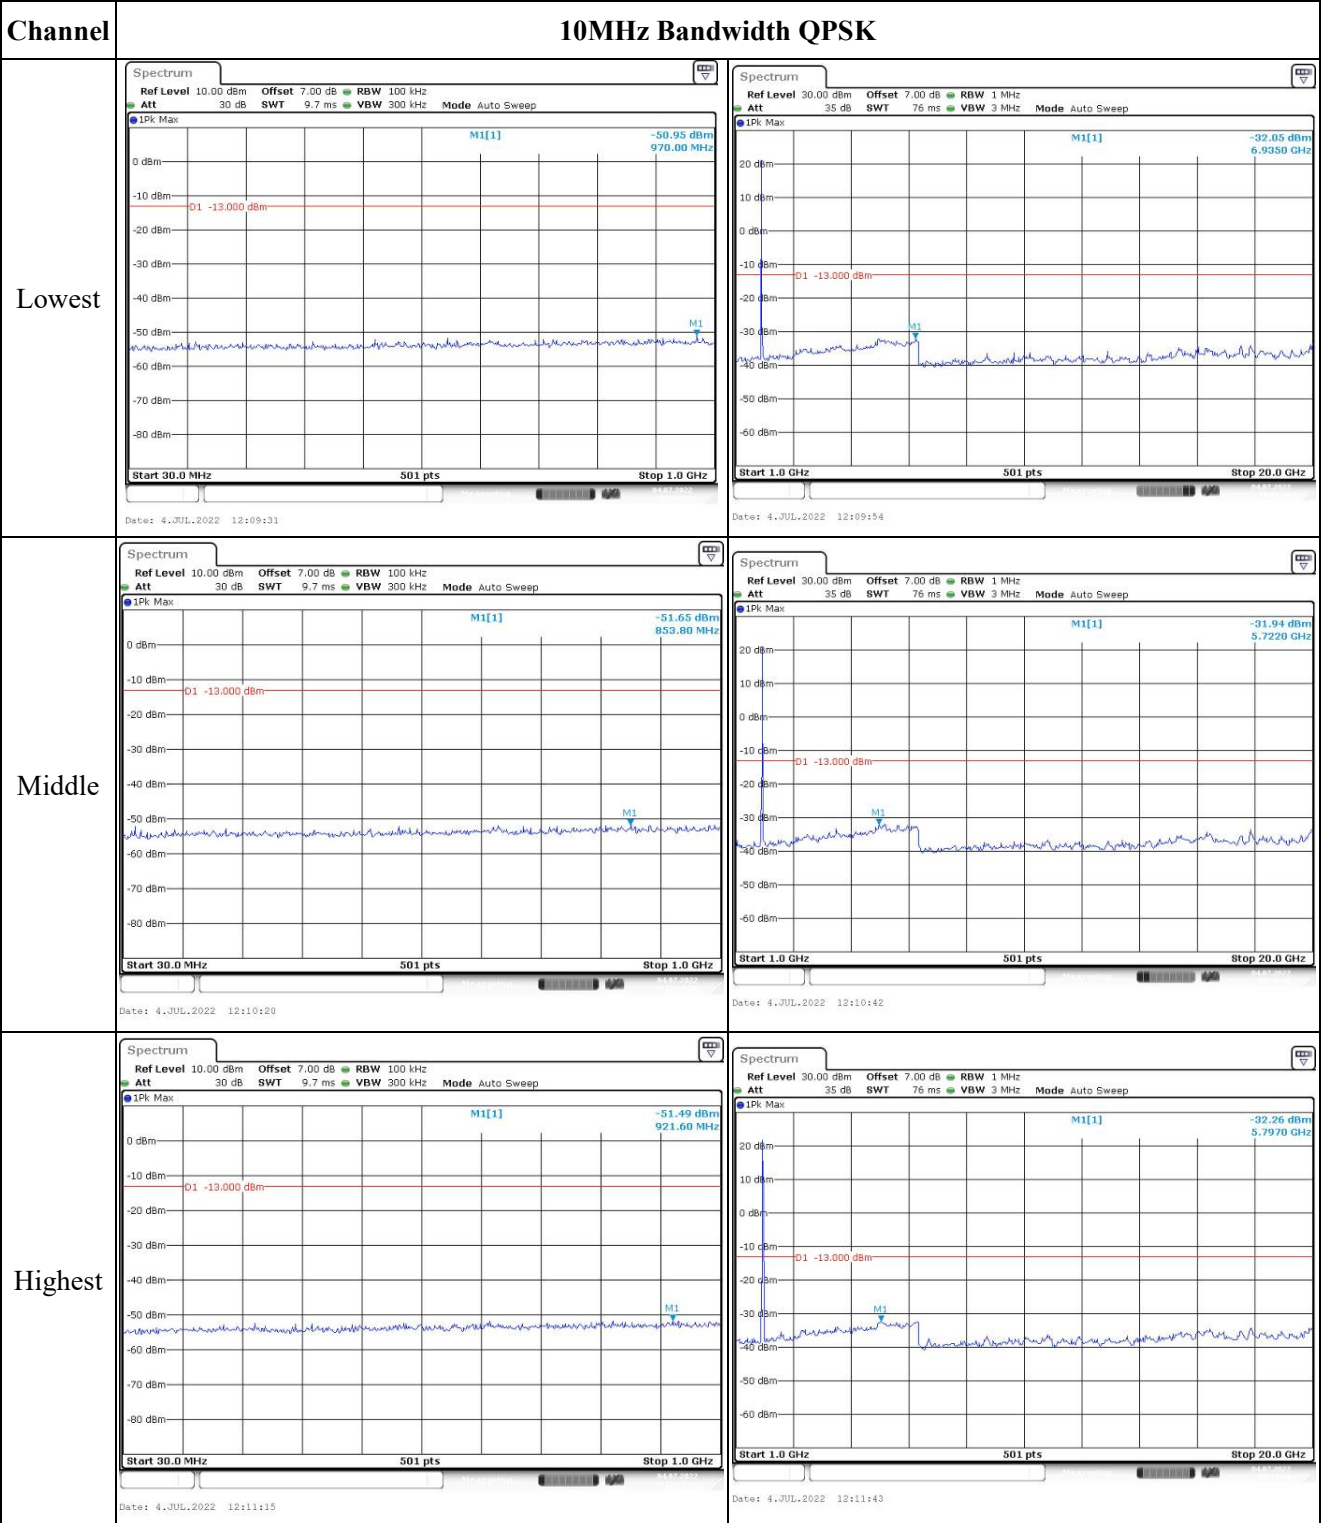 Channel
10MHz Bandwidth QPSK
Lowest
Spectrum
Ref Level 10.00 dBm Offset 7.00 dB RBW 100 kHz
Att 30 dB SWT 9.7 ms VBW 300 kHz Mode Auto Sweep
1Pk Max
M1[1] -50.95 dBm
970.00 MHz
0 dBm
-10 dBm
D1 -13.000 dBm
-20 dBm
-30 dBm
-40 dBm
-50 dBm
M1
-60 dBm
-70 dBm
-80 dBm
Start 30.0 MHz 501 pts Stop 1.0 GHz
Date: 4.JUL.2022 12:09:31
Spectrum
Ref Level 30.00 dBm Offset 7.00 dB RBW 1 MHz
Att 35 dB SWT 76 ms VBW 3 MHz Mode Auto Sweep
1Pk Max
M1[1] -32.05 dBm
6.9350 GHz
20 dBm
10 dBm
0 dBm
-10 dBm
D1 -13.000 dBm
-20 dBm
-30 dBm
M1
-40 dBm
-50 dBm
-60 dBm
Start 1.0 GHz 501 pts Stop 20.0 GHz
Date: 4.JUL.2022 12:09:54
Middle
Spectrum
Ref Level 10.00 dBm Offset 7.00 dB RBW 100 kHz
Att 30 dB SWT 9.7 ms VBW 300 kHz Mode Auto Sweep
1Pk Max
M1[1] -51.65 dBm
853.80 MHz
0 dBm
-10 dBm
D1 -13.000 dBm
-20 dBm
-30 dBm
-40 dBm
-50 dBm
M1
-60 dBm
-70 dBm
-80 dBm
Start 30.0 MHz 501 pts Stop 1.0 GHz
Date: 4.JUL.2022 12:10:20
Spectrum
Ref Level 30.00 dBm Offset 7.00 dB RBW 1 MHz
Att 35 dB SWT 76 ms VBW 3 MHz Mode Auto Sweep
1Pk Max
M1[1] -31.94 dBm
5.7220 GHz
20 dBm
10 dBm
0 dBm
-10 dBm
D1 -13.000 dBm
-20 dBm
-30 dBm
M1
-40 dBm
-50 dBm
-60 dBm
Start 1.0 GHz 501 pts Stop 20.0 GHz
Date: 4.JUL.2022 12:10:42
Highest
Spectrum
Ref Level 10.00 dBm Offset 7.00 dB RBW 100 kHz
Att 30 dB SWT 9.7 ms VBW 300 kHz Mode Auto Sweep
1Pk Max
M1[1] -51.49 dBm
921.60 MHz
0 dBm
-10 dBm
D1 -13.000 dBm
-20 dBm
-30 dBm
-40 dBm
-50 dBm
M1
-60 dBm
-70 dBm
-80 dBm
Start 30.0 MHz 501 pts Stop 1.0 GHz
Date: 4.JUL.2022 12:11:15
Spectrum
Ref Level 30.00 dBm Offset 7.00 dB RBW 1 MHz
Att 35 dB SWT 76 ms VBW 3 MHz Mode Auto Sweep
1Pk Max
M1[1] -32.26 dBm
5.7970 GHz
20 dBm
10 dBm
0 dBm
-10 dBm
D1 -13.000 dBm
-20 dBm
-30 dBm
M1
-40 dBm
-50 dBm
-60 dBm
Start 1.0 GHz 501 pts Stop 20.0 GHz
Date: 4.JUL.2022 12:11:43